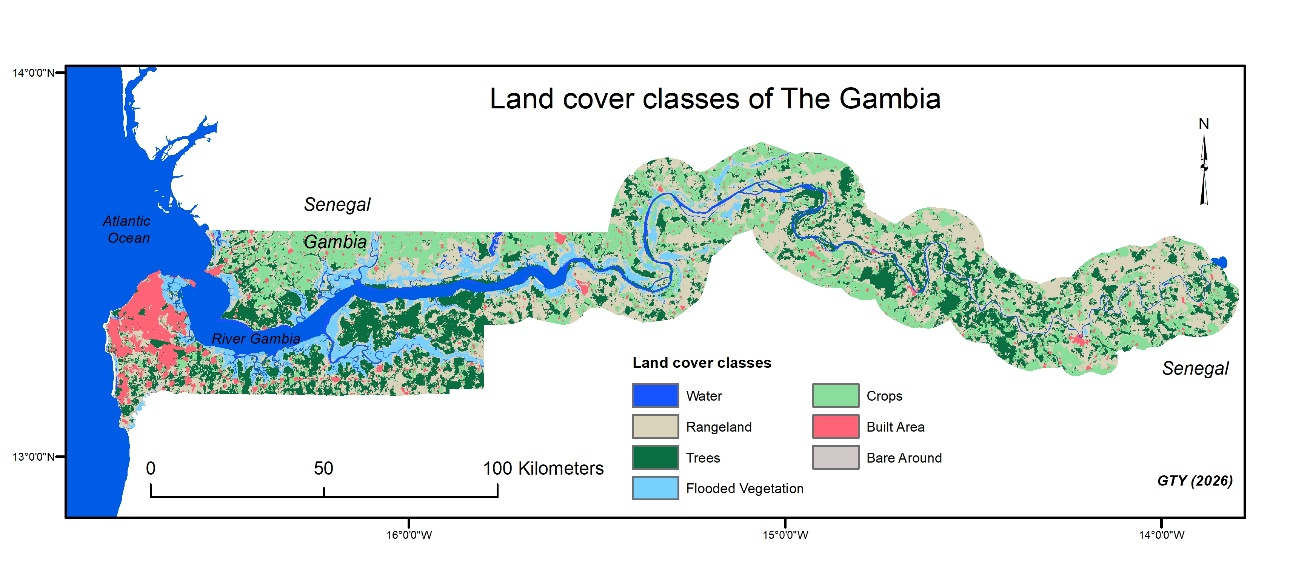 14°0'0"N
Land cover classes of The Gambia
N
Senegal
Atlantic
Ocean
Gambia
River Gambia
Senegal
Land cover classes
Water
Crops
Rangeland
Built Area
Trees
Bare Around
Flooded Vegetation
13°0'0"N
0
50
100 Kilometers
GTY (2026)
16°0'0"W
15°0'0"W
14°0'0"W